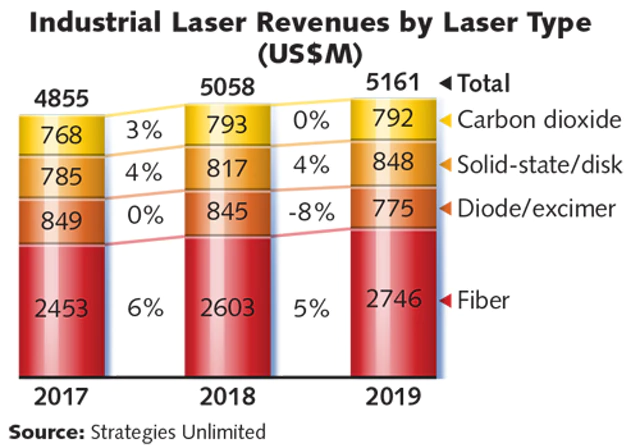 Industrial Laser Revenues by Laser Type
(US$M)
4855 5058 5161 Total
768 3% 793 0% 792 Carbon dioxide
785 4% 817 4% 848 Solid-state/disk
849 0% 845 -8% 775 Diode/excimer
2453 6% 2603 5% 2746 Fiber
2017 2018 2019
Source: Strategies Unlimited